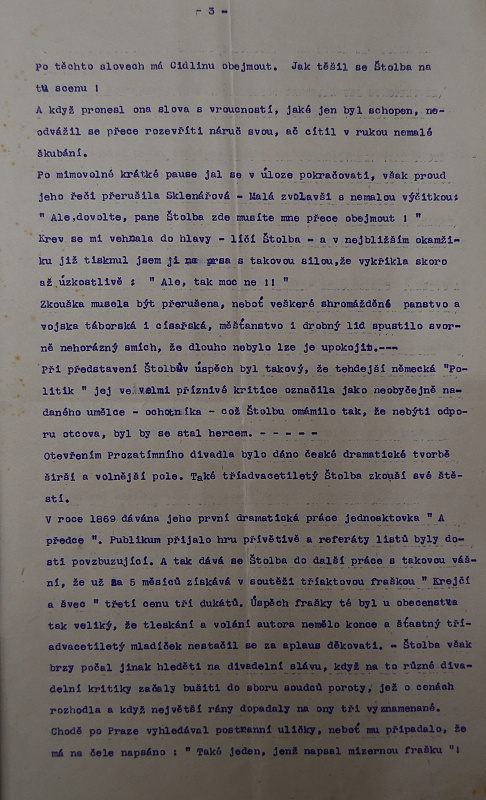 - 3 -
Po těchto slovech má Cidlinu obejmout. Jak těšil se Štolba na
tu scenu !
A když pronesl ona slova s vroucností, jaké jen byl schopen, ne-
odvážil se přece rozevříti náruč svou, ač cítil v rukou nemalé
škubání.
Po mimovolné krátké pause jal se v úloze pokračovati, však proud
jeho řeči přerušila Sklenářová - Malá zvolavši s nemalou výčitkou:
" Ale,dovolte, pane Štolba zde musíte mne přece obejmout ! "
Krev se mi vehnala do hlavy - líčí Štolba - a v nejbližším okamži-
ku již tisknul jsem ji na prsa s takovou silou,že vykřikla skoro
až úzkostlivě : " Ale, tak moc ne !! "
Zkouška musela být přerušena, neboť veškeré shromážděné panstvo a
vojska táborská i císařská, měšťanstvo i drobný lid spustilo svor-
ně nehorázný smích, že dlouho nebylo lze je upokojit.---
Při představení Štolbův úspěch byl takový, že tehdejší německá "Po-
litik " jej ve velmi příznivé kritice označila jako neobyčejně na-
daného umělce - ochotníka - což Štolbu omámilo tak, že nebýti odpo-
ru otcova, byl by se stal hercem. - - - - -
Otevřením Prozatímního divadla bylo dáno české dramatické tvorbě
širší a volnější pole. Také třiadvacetiletý Štolba zkouší své ště-
stí.
V roce 1869 dávána jeho první dramatická práce jednoaktovka " A
předce ". Publikum přijalo hru přívětivě a referáty listů byly do-
sti povzbuzující. A tak dává se Štolba do další práce s takovou váš-
ní, že už za 5 měsíců získává v soutěži tříaktovou fraškou " Krejčí
a švec " třetí cenu tří dukátů. Úspěch frašky té byl u obecenstva
tak veliký, že tleskání a volání autora nemělo konce a šťastný tři-
advacetiletý mladíček nestačil se za aplaus děkovati. - Štolba však
brzy počal jinak hleděti na divadelní slávu, když na to různé diva-
delní kritiky začaly bušiti do sboru soudců poroty, jež o cenách
rozhodla a když největší rány dopadaly na ony tři vyznamenané.
Chodě po Praze vyhledával postranní uličky, neboť mu připadalo, že
má na čele napsáno : " Také jeden, jenž napsal mizernou frašku "!